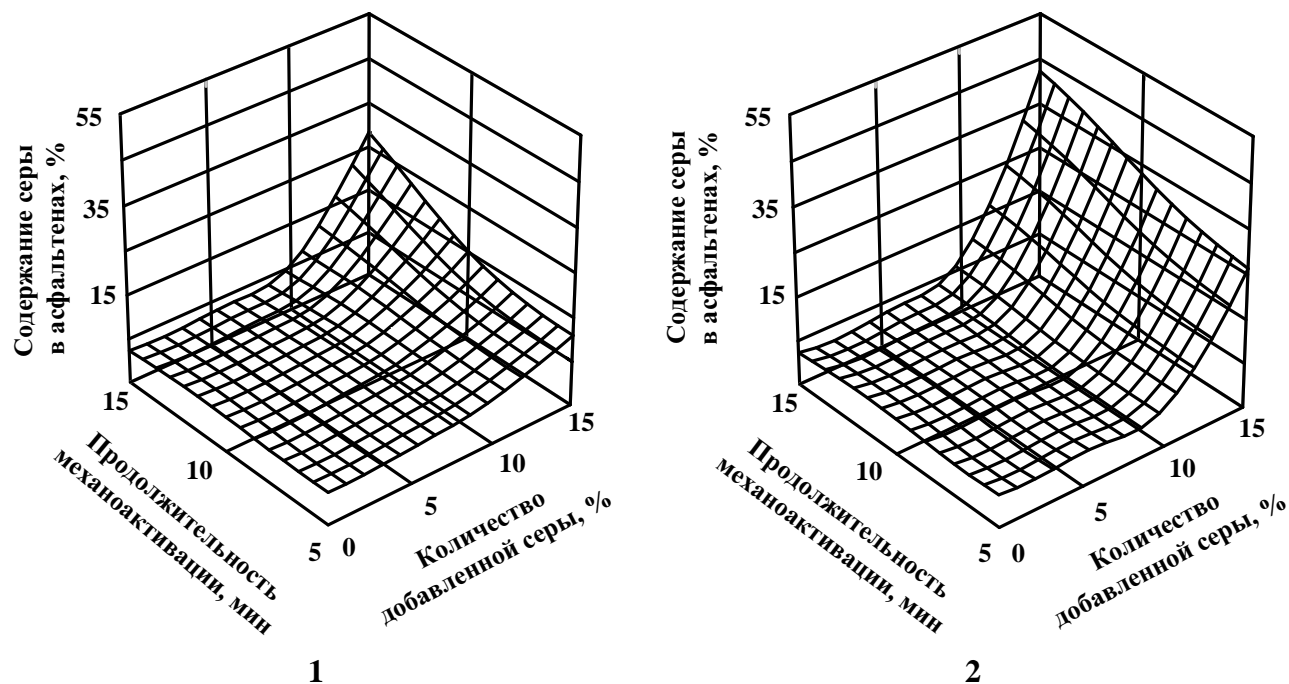 Содержание серы
в асфальтенах, %
55
35
15
15
10
5
0
5
10
15
Продолжительность
механоактивации, мин
Количество
добавленной серы, %
1
Содержание серы
в асфальтенах, %
55
35
15
15
10
5
0
5
10
15
Продолжительность
механоактивации, мин
Количество
добавленной серы, %
2